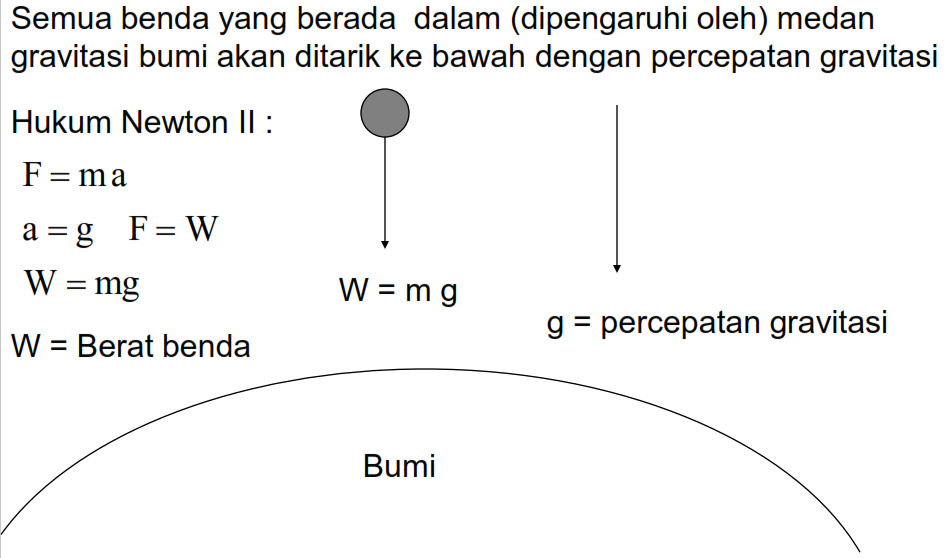 Semua benda yang berada  dalam (dipengaruhi oleh) medan
gravitasi bumi akan ditarik ke bawah dengan percepatan gravitasi
Hukum Newton II :
F = m a
a = g   F = W
W = mg
W = Berat benda
W = m g
g = percepatan gravitasi
Bumi